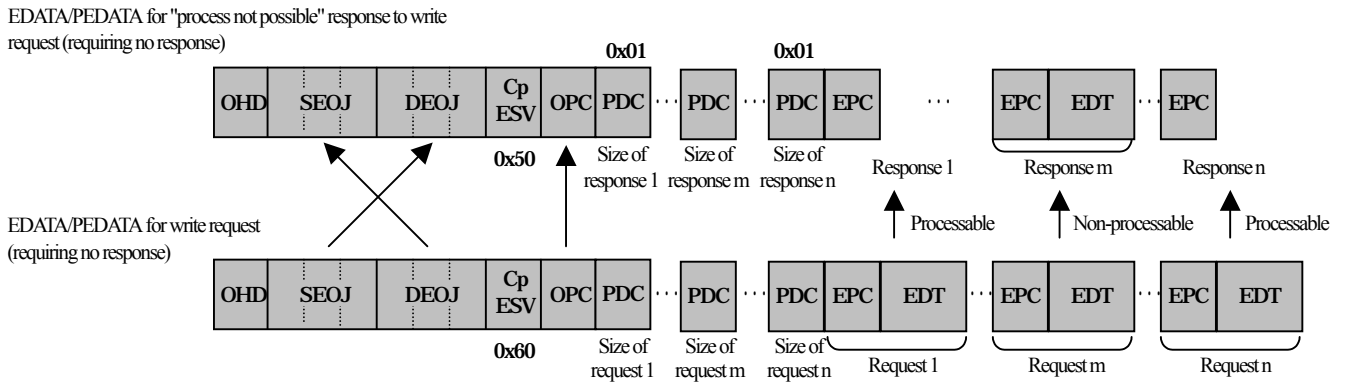 EDATA/PEDATA for "process not possible" response to write
request (requiring no response)
0x01 0x01
OHD SEOJ DEOJ Cp ESV OPC PDC ··· PDC ··· PDC EPC ··· EPC EDT ··· EPC
0x50
Size of response 1
Size of response m
Size of response n
Response 1
Response m
Response n
Processable
Non-processable
Processable
EDATA/PEDATA for write request
(requiring no response)
OHD SEOJ DEOJ Cp ESV OPC PDC ··· PDC ··· PDC EPC EDT ··· EPC EDT ··· EPC EDT
0x60
Size of request 1
Size of request m
Size of request n
Request 1
Request m
Request n